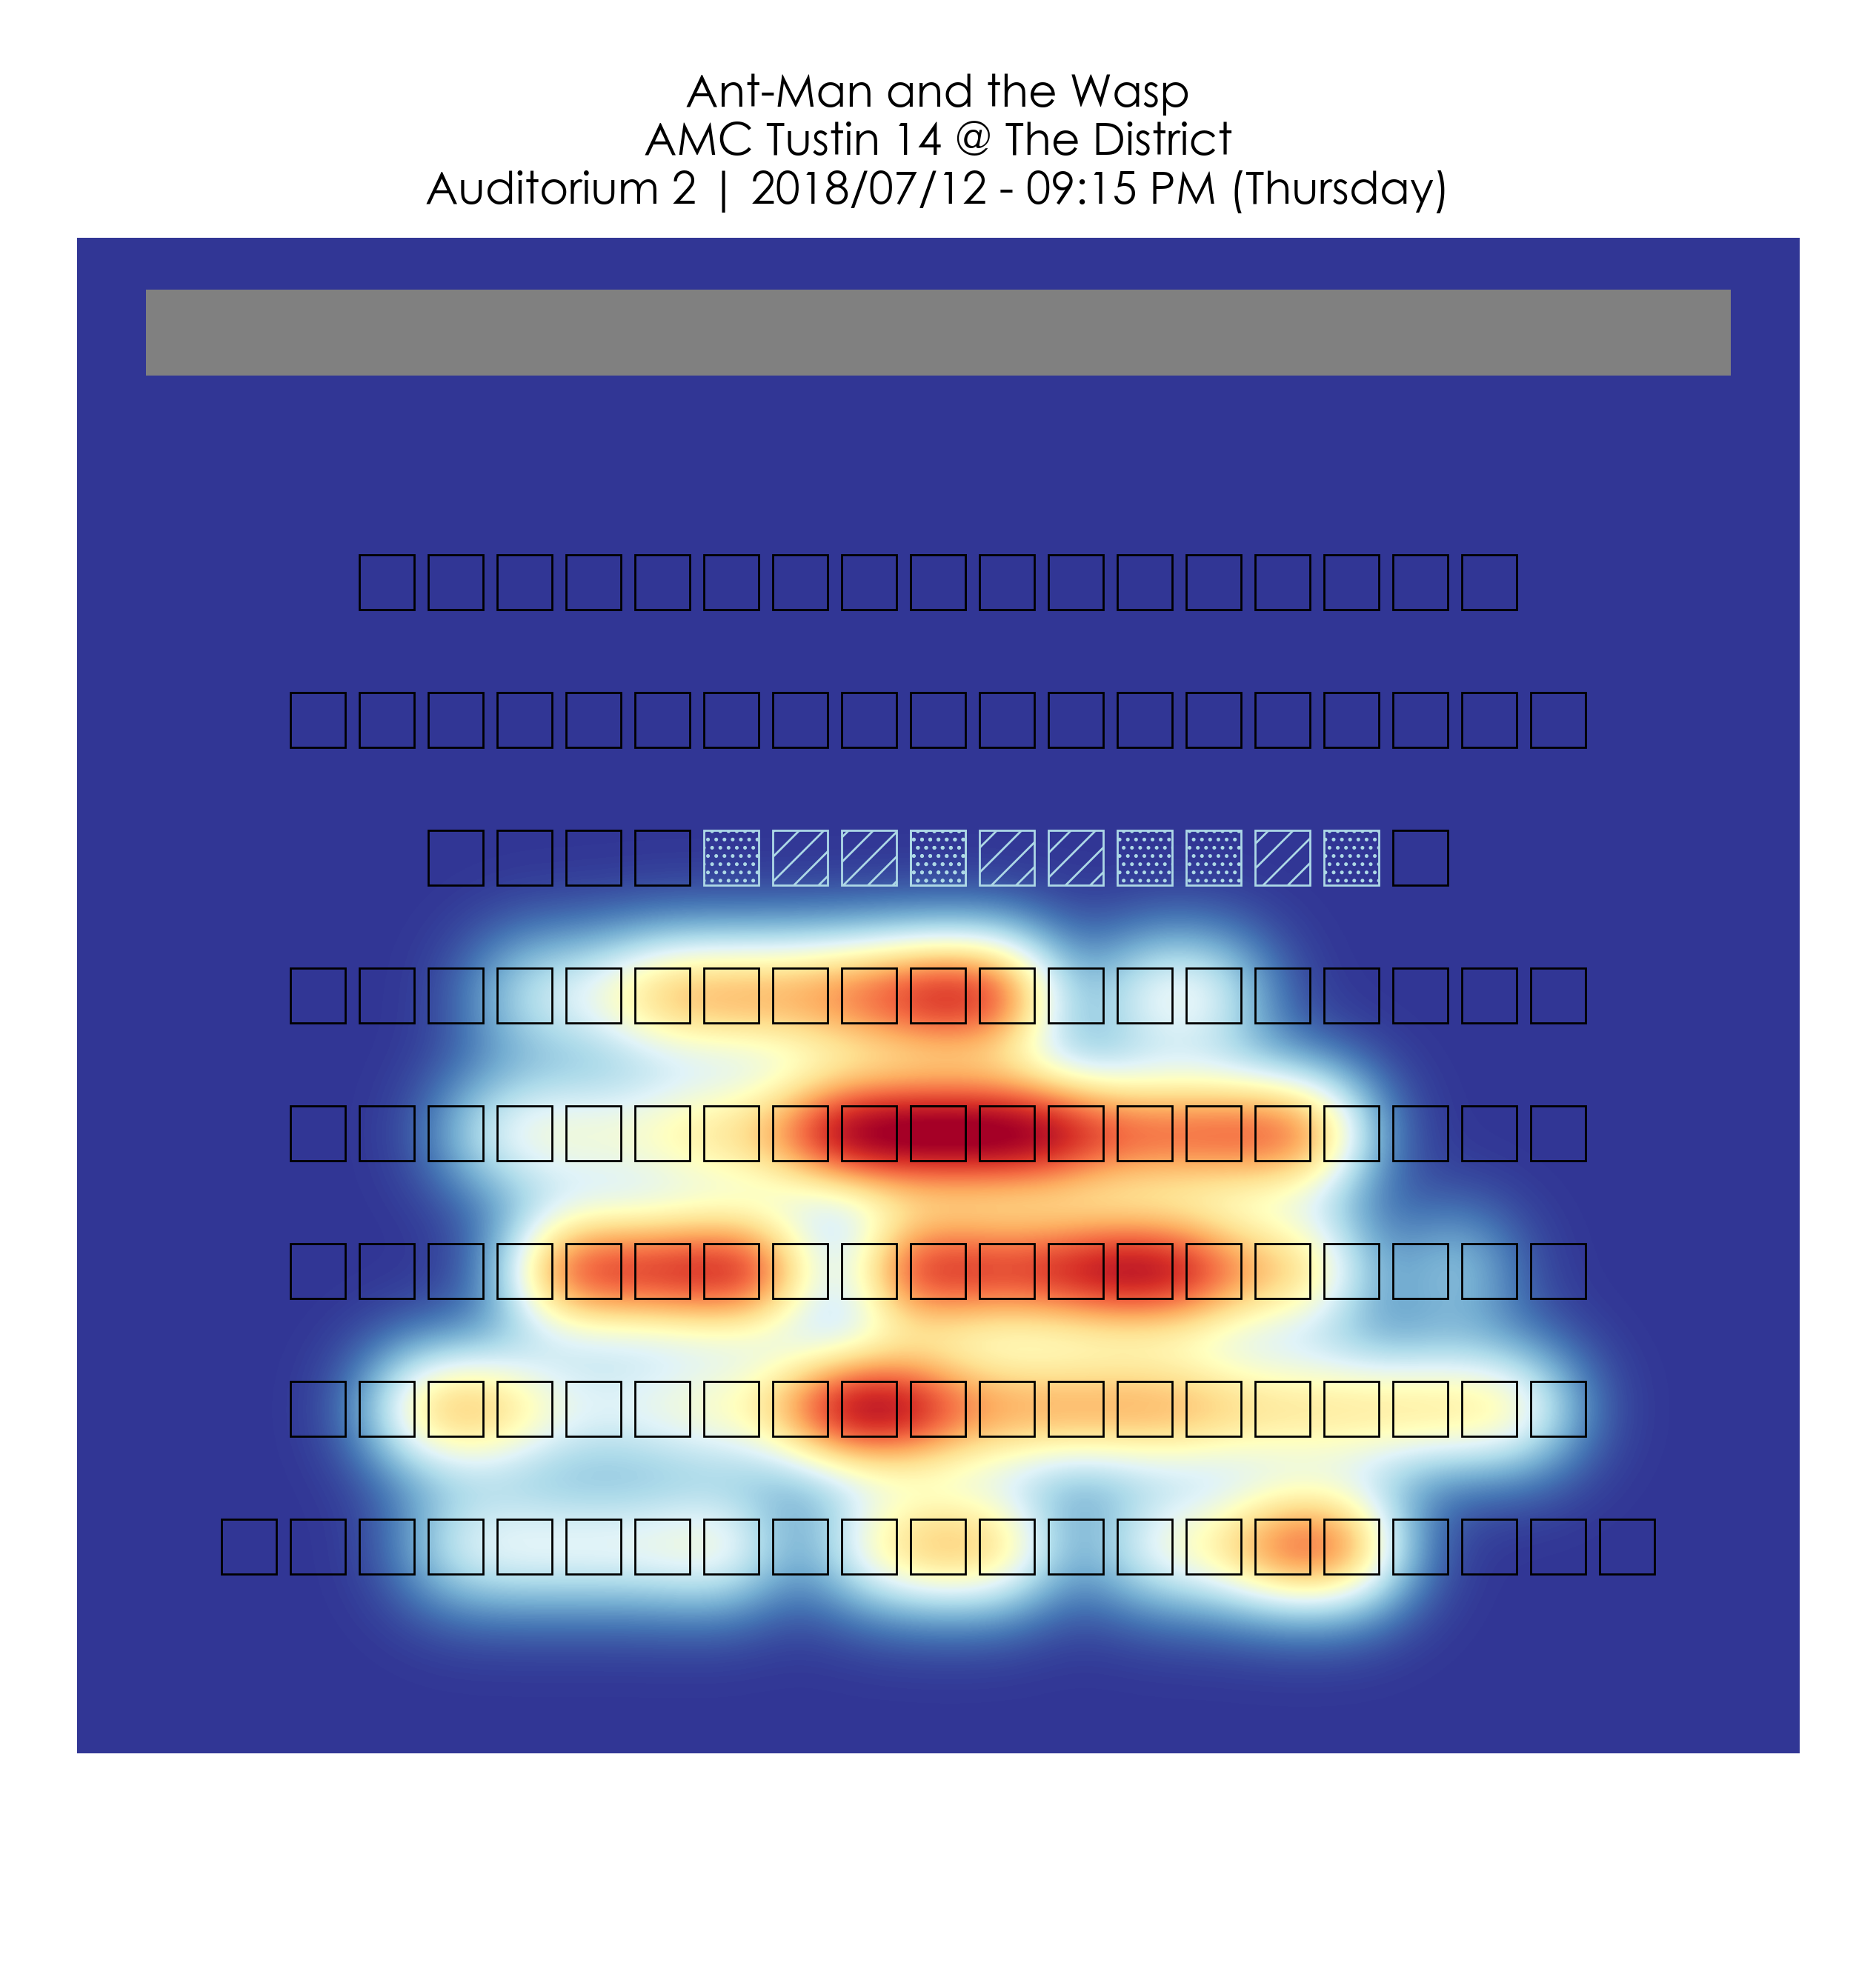 Ant-Man and the Wasp
AMC Tustin 14 @ The District
Auditorium 2 | 2018/07/12 - 09:15 PM (Thursday)